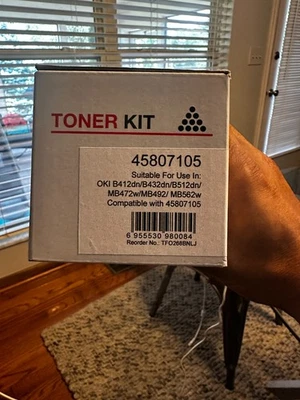 TONER KIT
45807105
Suitable For Use In:
OKI B412dn/B432dn/B512dn/
MB472w/MB492/ MB562w
Compatible with 45807105
6 955530 980084
Reorder No.: TFO268BNLJ